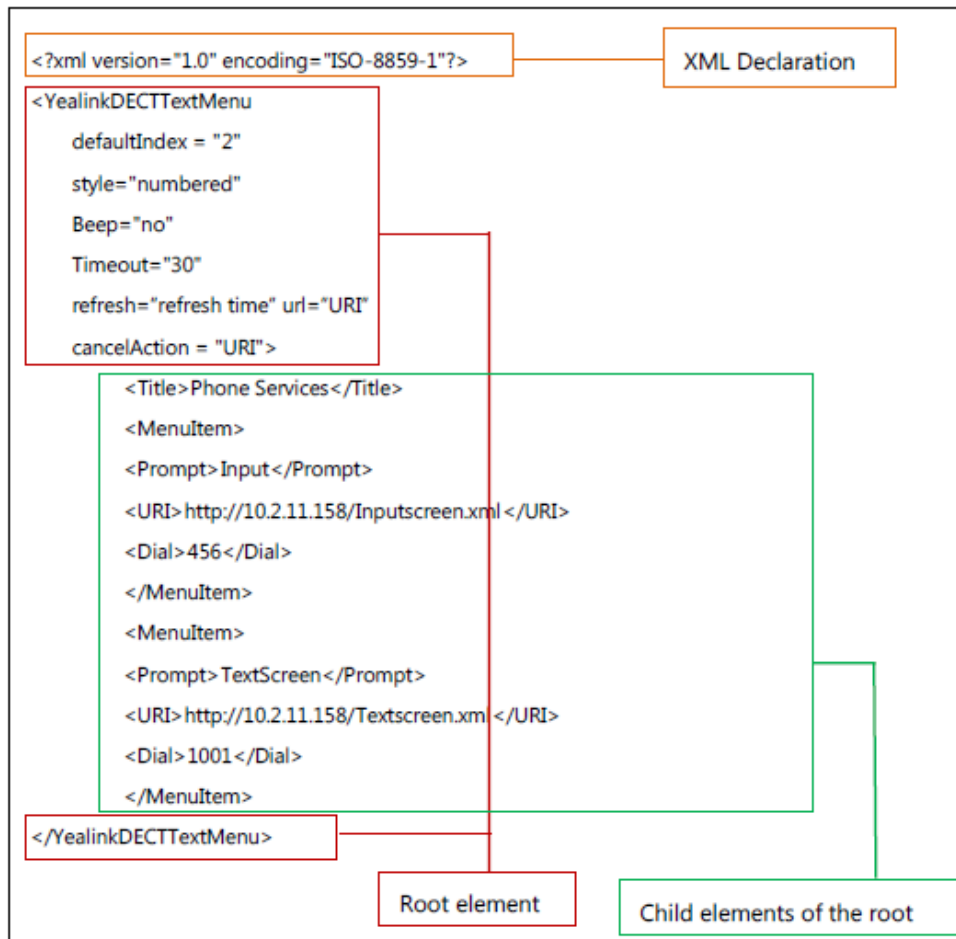 <?xml version="1.0" encoding="ISO-8859-1"?>
XML Declaration
<YealinkDECTTextMenu
defaultIndex = "2"
style="numbered"
Beep="no"
Timeout="30"
refresh="refresh time" url="URI"
cancelAction = "URI">
<Title>Phone Services</Title>
<MenuItem>
<Prompt>Input</Prompt>
<URI>http://10.2.11.158/Inputscreen.xml</URI>
<Dial>456</Dial>
</MenuItem>
<MenuItem>
<Prompt>TextScreen</Prompt>
<URI>http://10.2.11.158/Textscreen.xml</URI>
<Dial>1001</Dial>
</MenuItem>
</YealinkDECTTextMenu>
Root element
Child elements of the root